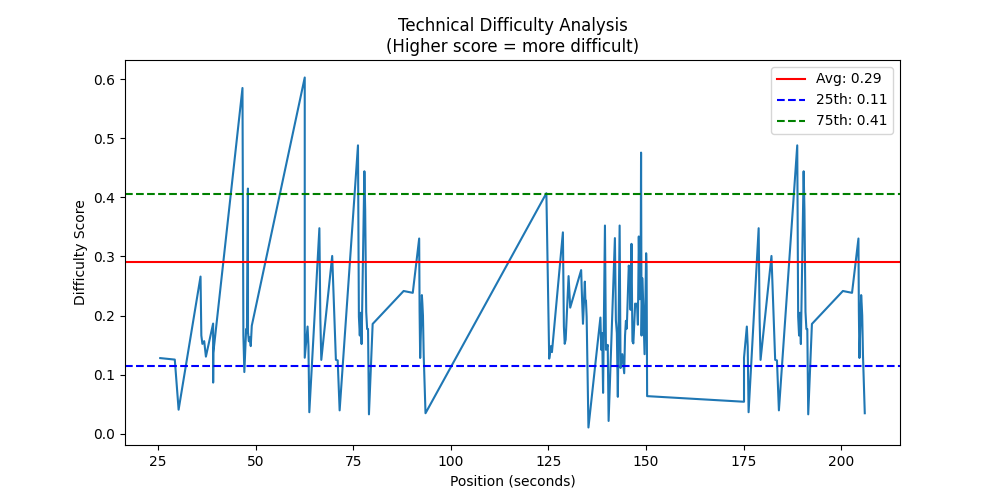 Technical Difficulty Analysis
(Higher score = more difficult)
Avg: 0.29
25th: 0.11
75th: 0.41
Difficulty Score
0.6
0.5
0.4
0.3
0.2
0.1
0.0
25 50 75 100 125 150 175 200
Position (seconds)